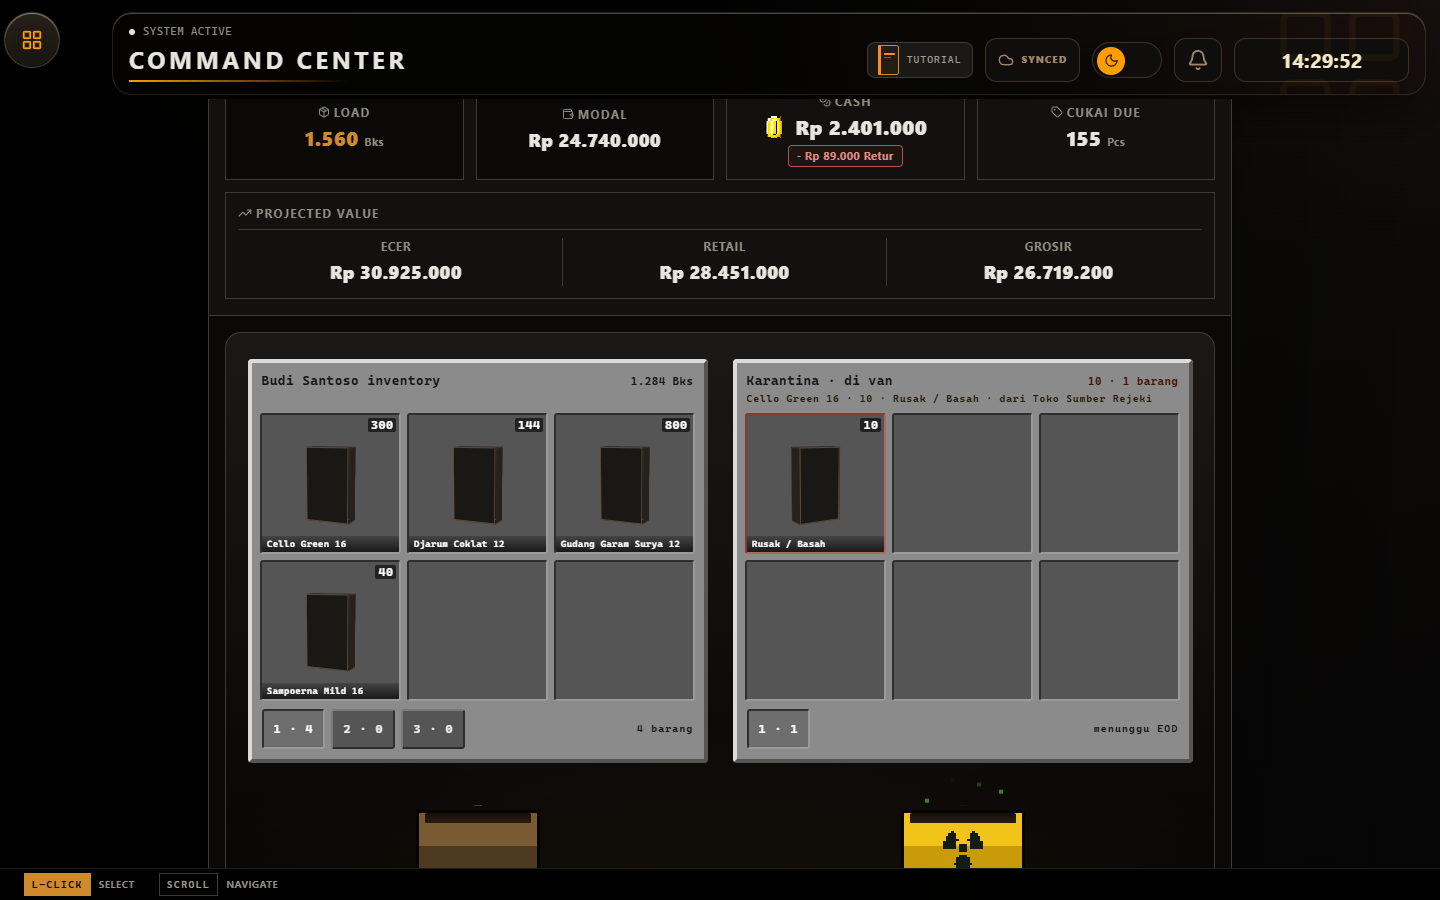 SYSTEM ACTIVE
COMMAND CENTER
TUTORIAL
SYNCED
14:29:52
LOAD
1.560 Bks
MODAL
Rp 24.740.000
CASH
Rp 2.401.000
- Rp 89.000 Retur
CUKAI DUE
155 Pcs
PROJECTED VALUE
ECER
Rp 30.925.000
RETAIL
Rp 28.451.000
GROSIR
Rp 26.719.200
Budi Santoso inventory
1.284 Bks
300
Cello Green 16
144
Djarum Coklat 12
800
Gudang Garam Surya 12
40
Sampoerna Mild 16
1 · 4
2 · 0
3 · 0
4 barang
Karantina · di van
10 · 1 barang
Cello Green 16 · 10 · Rusak / Basah · dari Toko Sumber Rejeki
10
Rusak / Basah
1 · 1
menunggu EOD
L-CLICK SELECT
SCROLL NAVIGATE